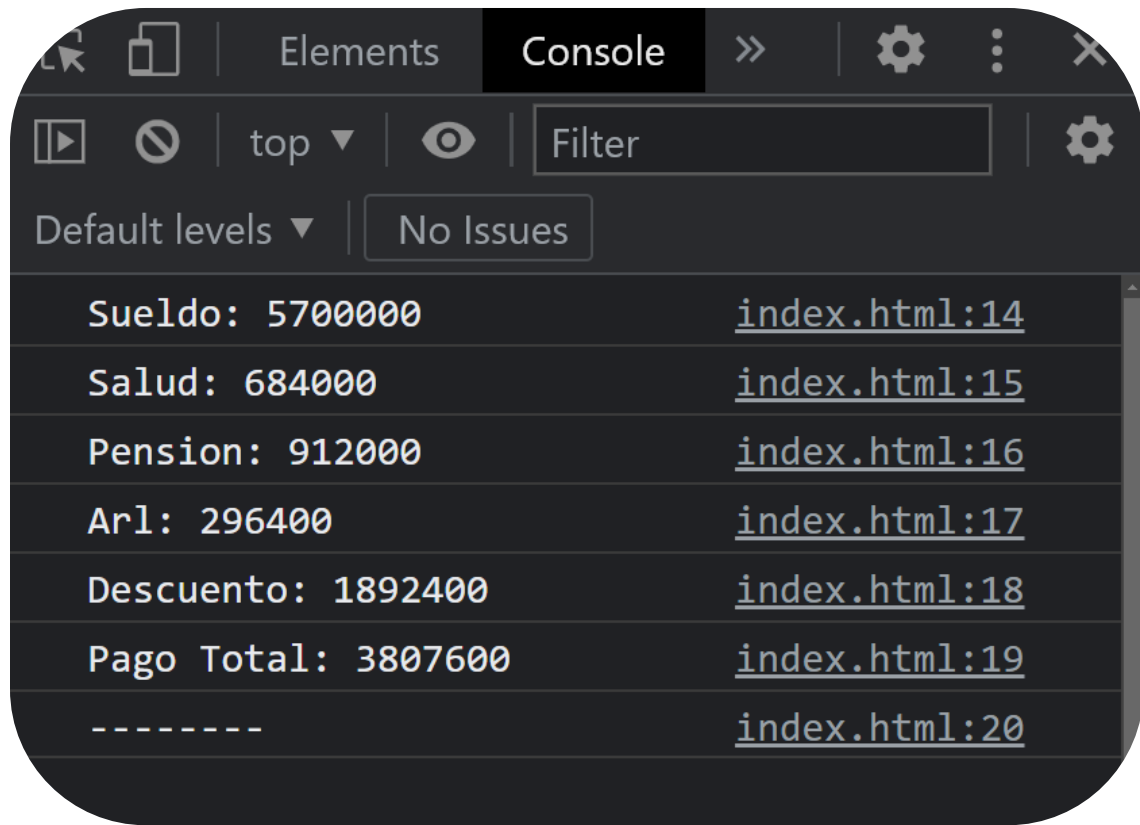 Elements Console
top Filter
Default levels No Issues
Sueldo: 5700000 index.html:14
Salud: 684000 index.html:15
Pension: 912000 index.html:16
Arl: 296400 index.html:17
Descuento: 1892400 index.html:18
Pago Total: 3807600 index.html:19
-------- index.html:20